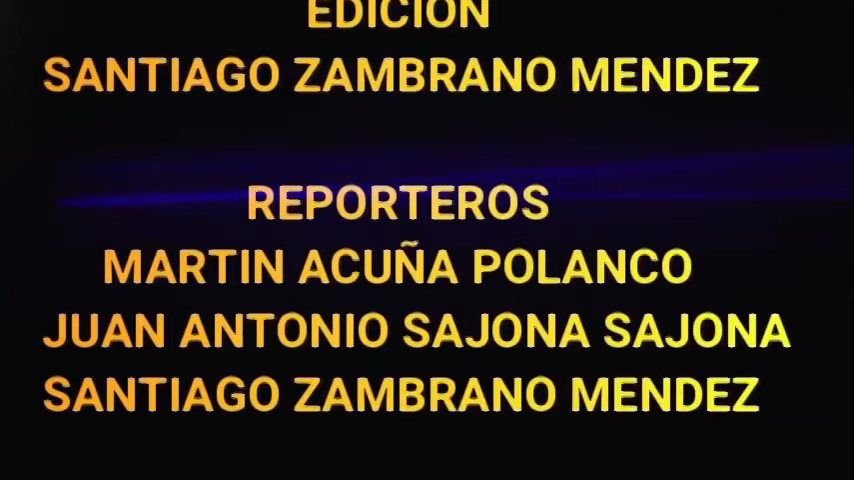 EDICION
SANTIAGO ZAMBRANO MENDEZ
REPORTEROS
MARTIN ACUÑA POLANCO
JUAN ANTONIO SAJONA SAJONA
SANTIAGO ZAMBRANO MENDEZ